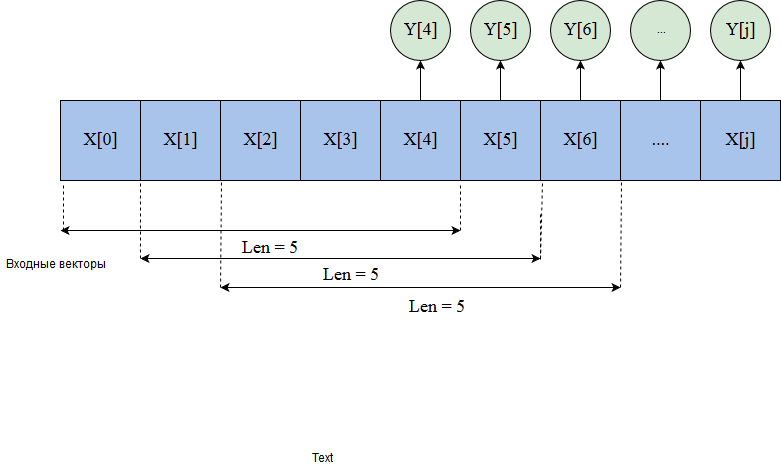 Y[4] Y[5] Y[6] ... Y[j]
X[0] X[1] X[2] X[3] X[4] X[5] X[6] .... X[j]
Len = 5
Входные векторы
Len = 5
Len = 5
Text